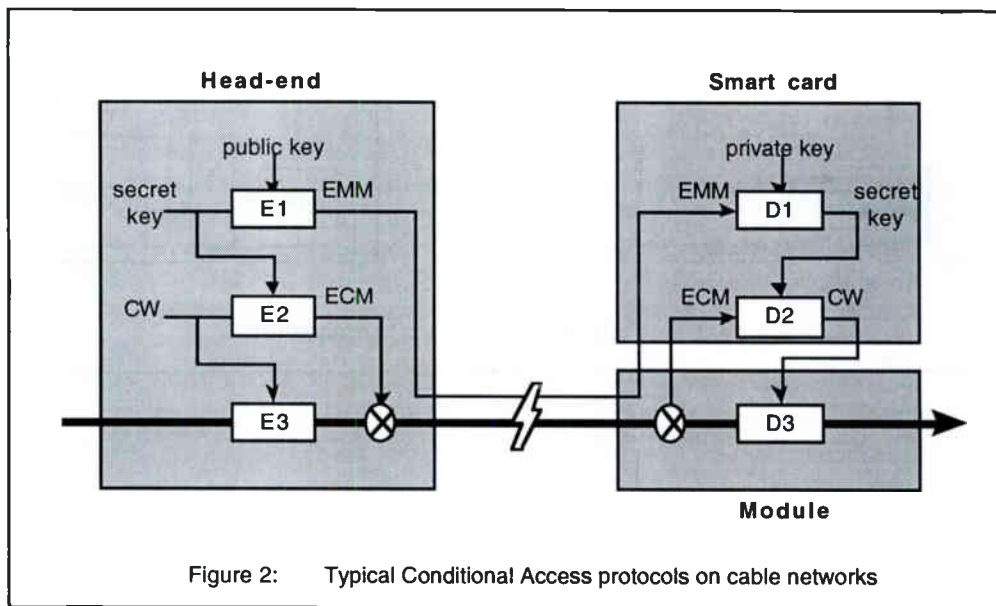 Head-end
Smart card
public key
private key
secret
key
E1
EMM
EMM
D1
secret
key
CW
E2
ECM
ECM
D2
CW
E3
D3
Module
Figure 2: Typical Conditional Access protocols on cable networks